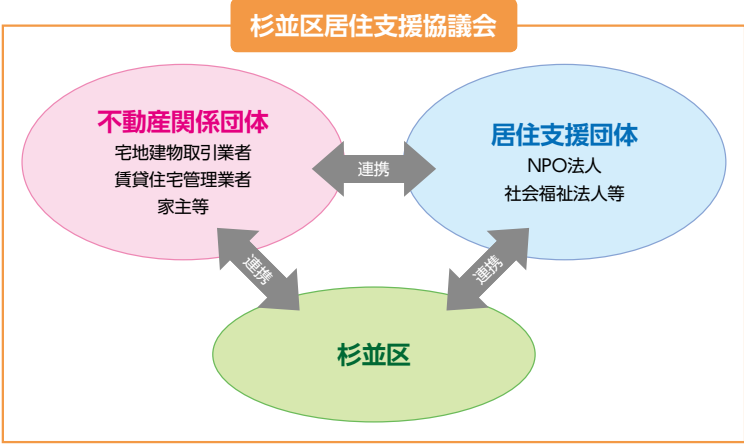 杉並区居住支援協議会
不動産関係団体
宅地建物取引業者
賃貸住宅管理業者
家主等
連携
居住支援団体
NPO法人
社会福祉法人等
連携
連携
杉並区